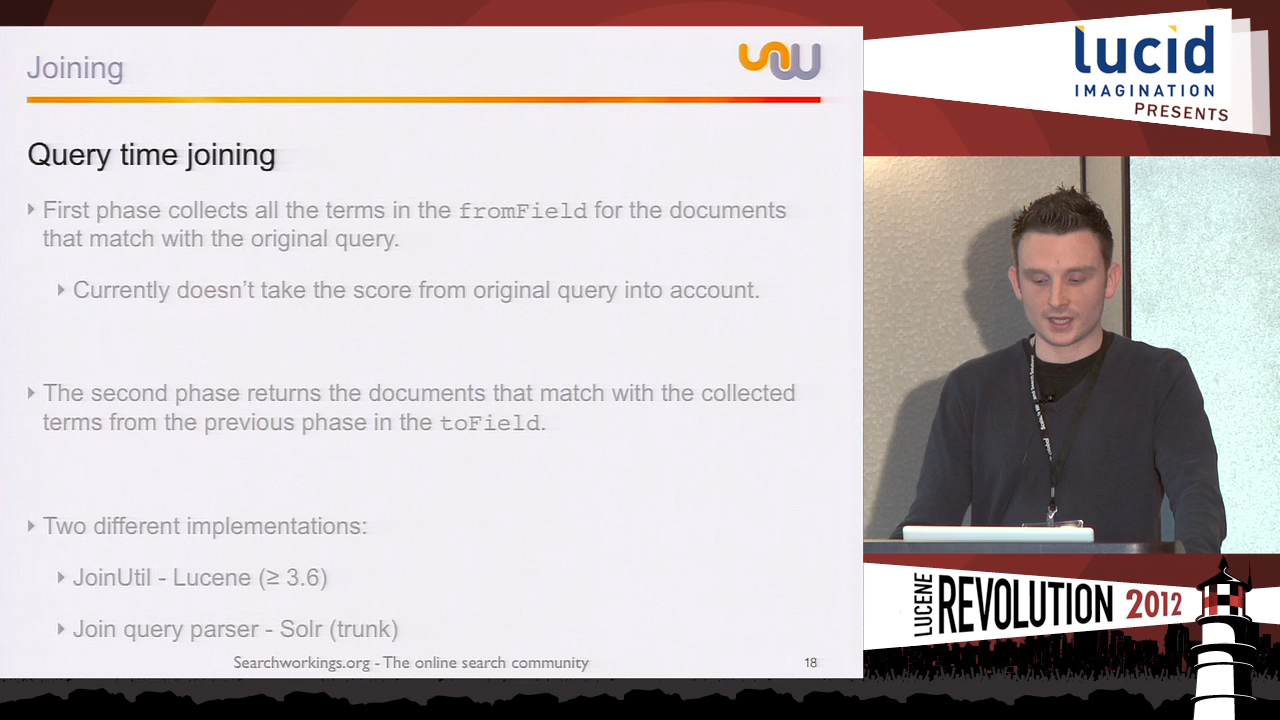 Joining
Query time joining
First phase collects all the terms in the fromField for the documents
that match with the original query.
Currently doesn't take the score from original query into account.
The second phase returns the documents that match with the collected
terms from the previous phase in the toField.
Two different implementations:
JoinUtil - Lucene (≥ 3.6)
Join query parser - Solr (trunk)
Searchworkings.org - The online search community
18
lucid
IMAGINATION
PRESENTS
LUCENE
REVOLUTION 2012